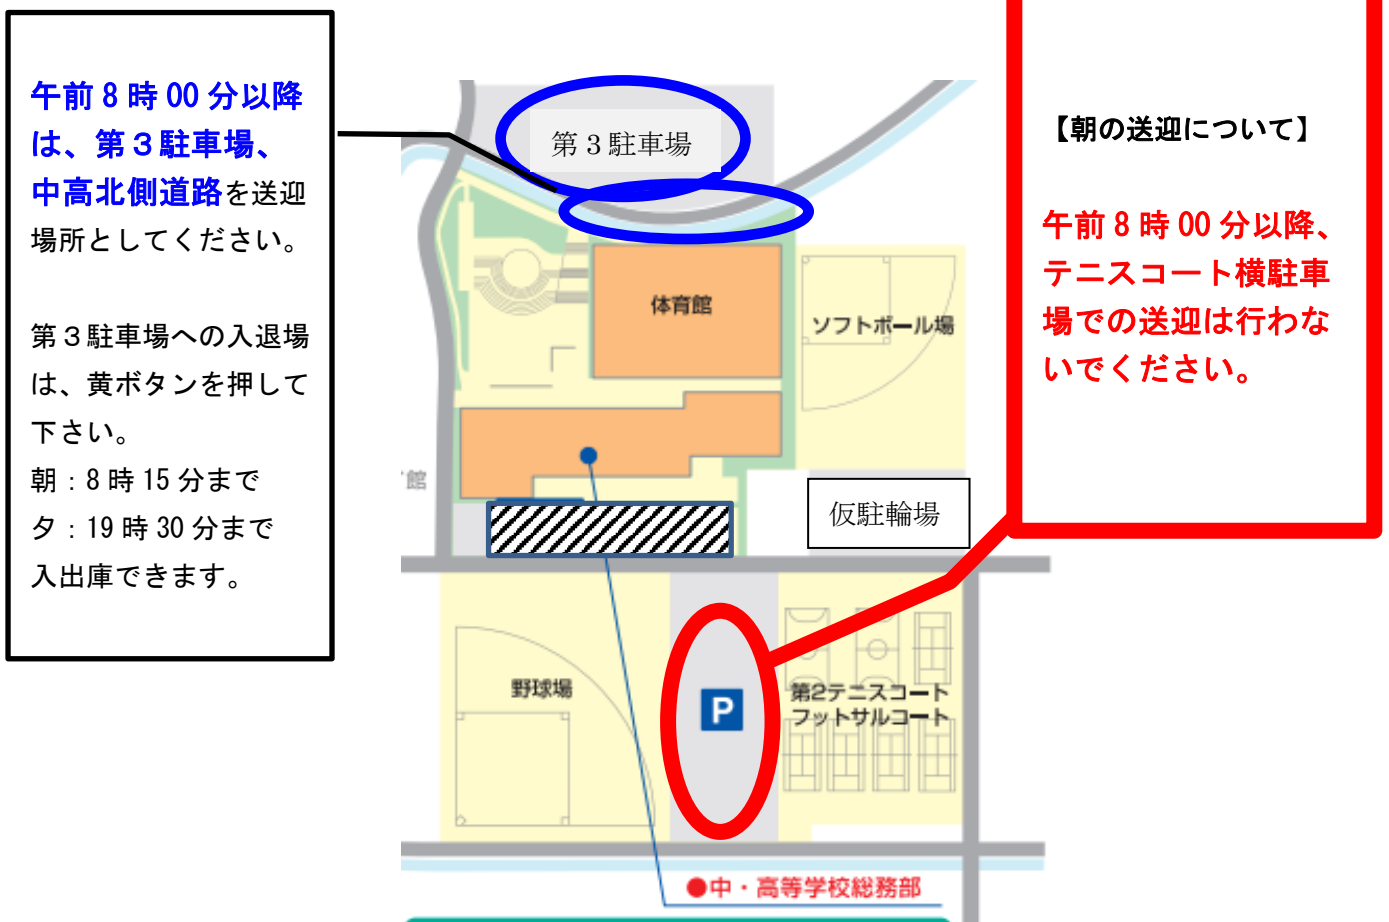 午前８時00分以降
は、第３駐車場、
中高北側道路を送迎
場所としてください。
第３駐車場への入退場
は、黄ボタンを押して
下さい。
朝：8時15分まで
夕：19時30分まで
入出庫できます。
第３駐車場
体育館
ソフトボール場
館
仮駐輪場
野球場
P
第2テニスコート
フットサルコート
●中・高等学校総務部
【朝の送迎について】
午前８時00分以降、
テニスコート横駐車
場での送迎は行わな
いでください。